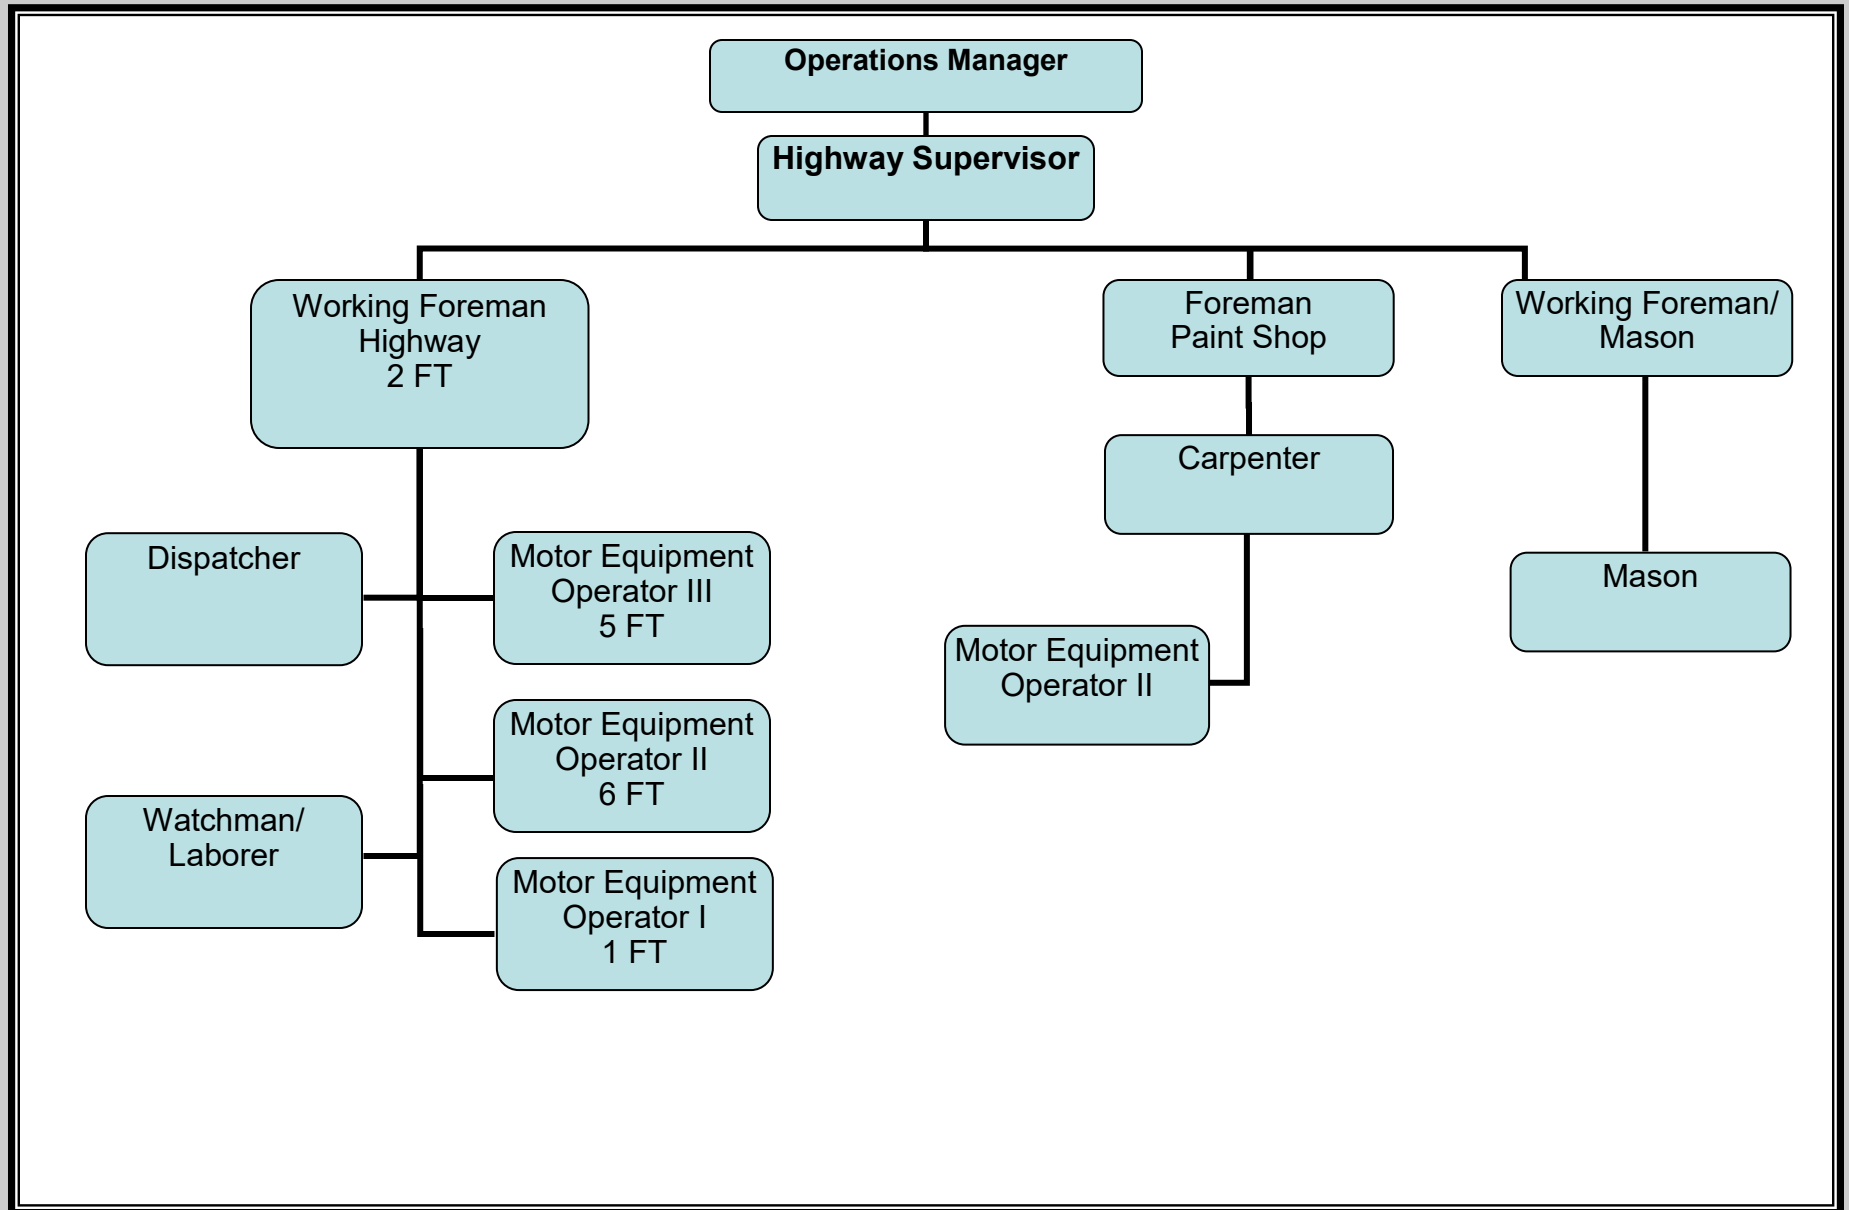 Operations Manager
Highway Supervisor
Working Foreman
Highway
2 FT
Foreman
Paint Shop
Working Foreman/
Mason
Carpenter
Dispatcher
Motor Equipment
Operator III
5 FT
Mason
Motor Equipment
Operator II
Motor Equipment
Operator II
6 FT
Watchman/
Laborer
Motor Equipment
Operator I
1 FT